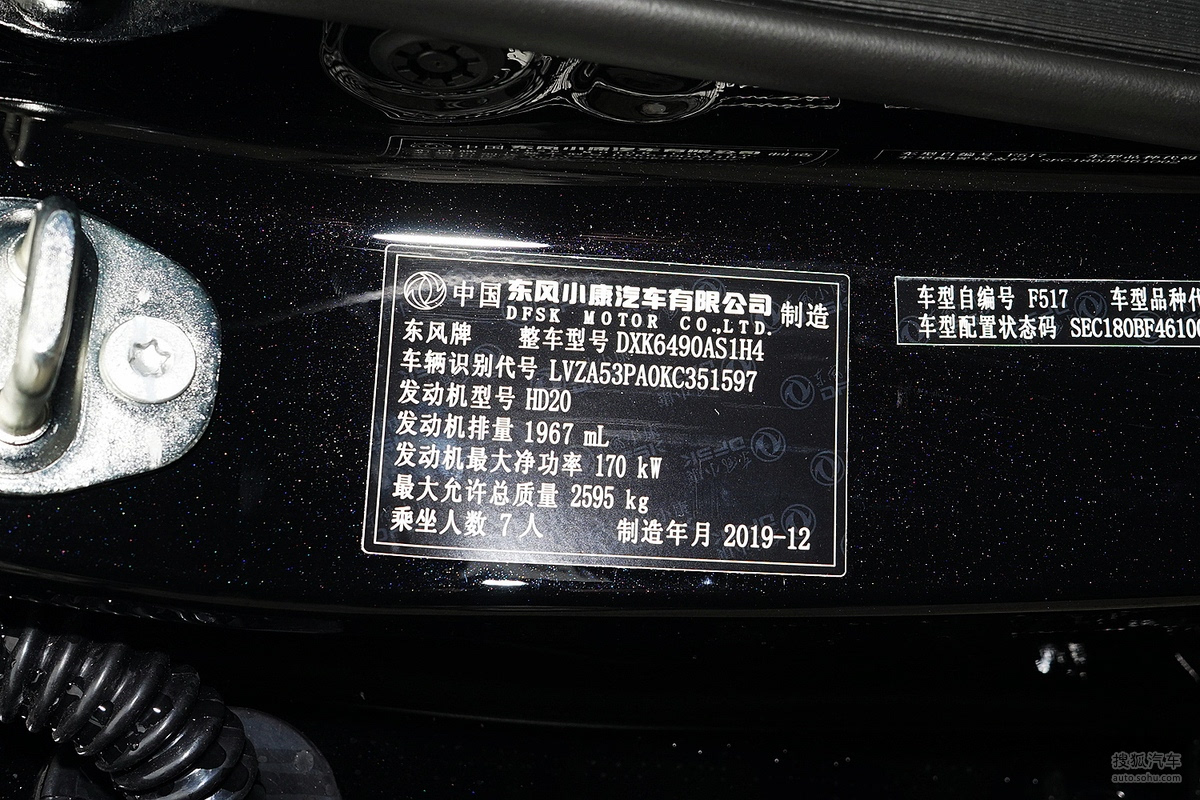 中国 东风小康汽车有限公司 制造
DFSK MOTOR CO.,LTD.
东风牌 整车型号 DXK6490AS1H4
车辆识别代号 LVZA53PA0KC351597
发动机型号 HD20
发动机排量 1967 mL
发动机最大净功率 170 kW
最大允许总质量 2595 kg
乘坐人数 7 人 制造年月 2019-12
车型自编号 F517 车型品种代
车型配置状态码 SEC180BF4610
搜狐汽车
auto.sohu.com